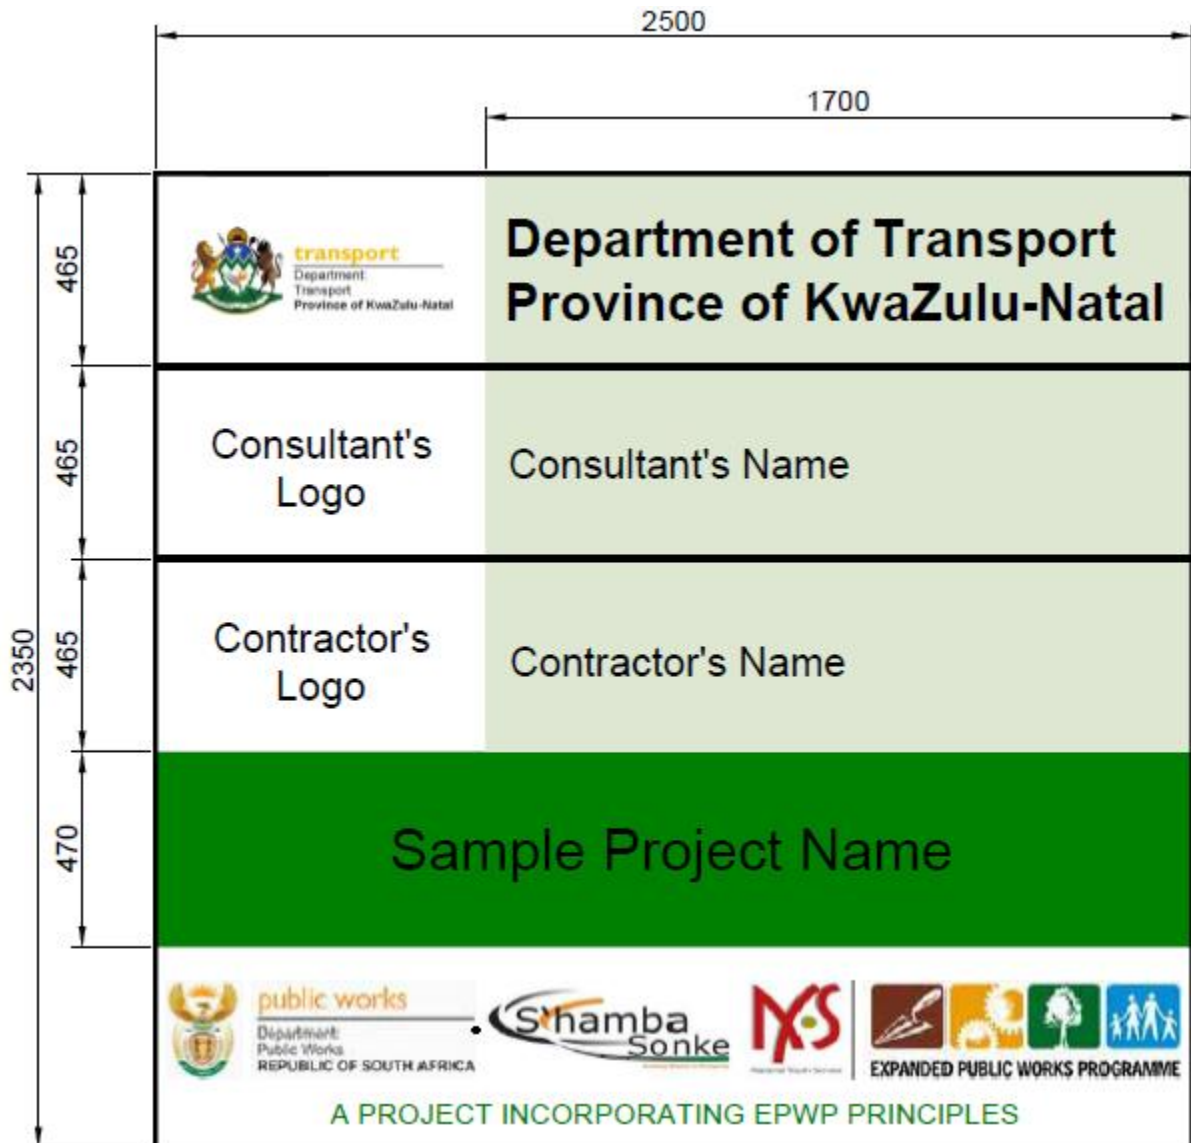 2500
1700
465
transport
Department:
Transport
Province of KwaZulu-Natal
Department of Transport
Province of KwaZulu-Natal
465
Consultant's
Logo
Consultant's Name
2350
465
Contractor's
Logo
Contractor's Name
470
Sample Project Name
public works
Department:
Public Works
REPUBLIC OF SOUTH AFRICA
S'hamba
Sonke
NYS
EXPANDED PUBLIC WORKS PROGRAMME
A PROJECT INCORPORATING EPWP PRINCIPLES